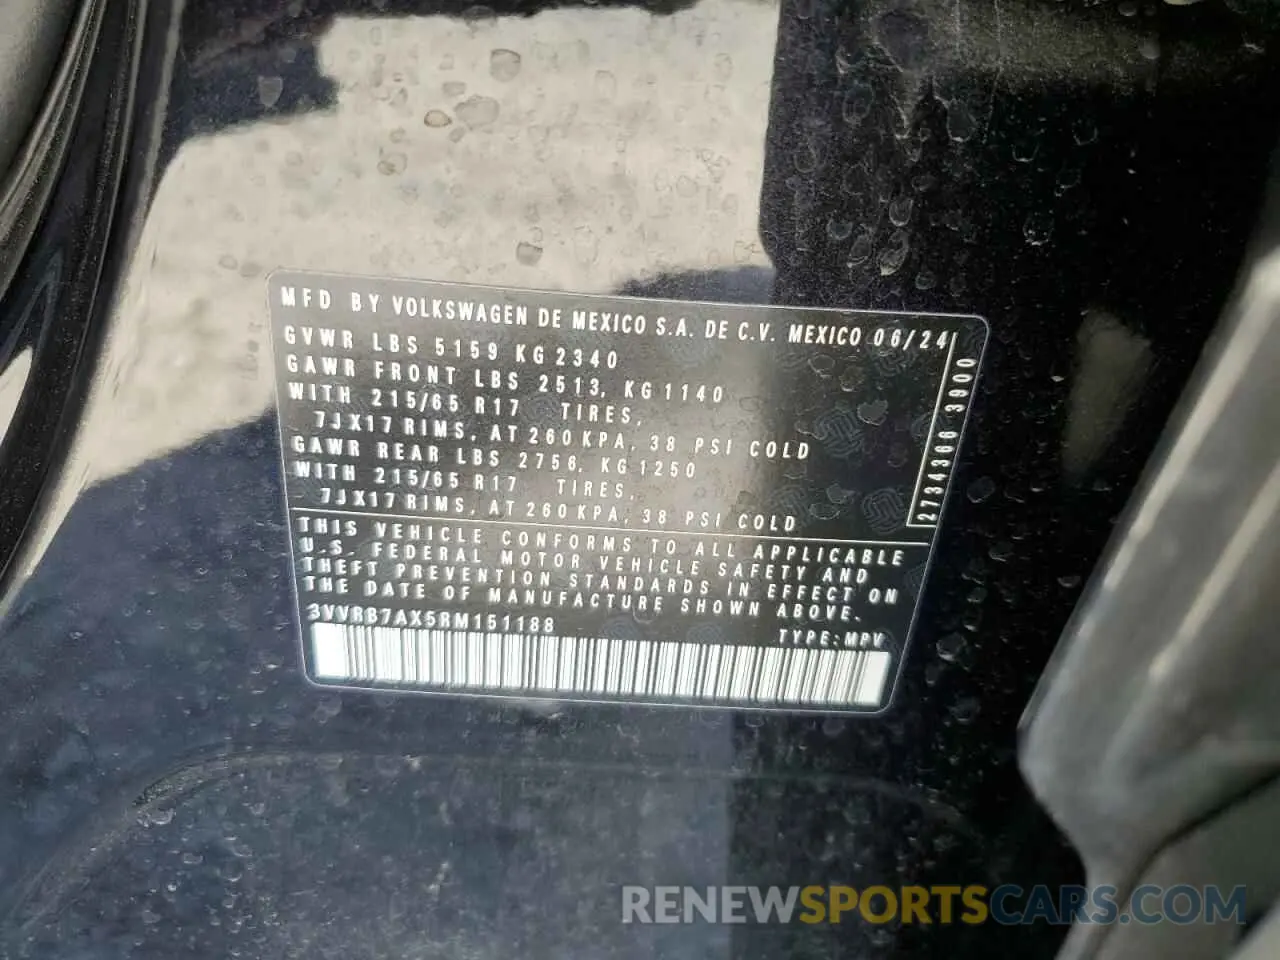 MFD BY VOLKSWAGEN DE MEXICO S.A. DE C.V. MEXICO 06/24
GVWR LBS 5159 KG 2340
GAWR FRONT LBS 2513, KG 1140
WITH 215/65 R17 TIRES,
7JX17 RIMS, AT 260 KPA, 38 PSI COLD
GAWR REAR LBS 2756, KG 1250
WITH 215/65 R17 TIRES,
7JX17 RIMS, AT 260 KPA, 38 PSI COLD
2734366 3900
THIS VEHICLE CONFORMS TO ALL APPLICABLE
U.S. FEDERAL MOTOR VEHICLE SAFETY AND
THEFT PREVENTION STANDARDS IN EFFECT ON
THE DATE OF MANUFACTURE SHOWN ABOVE.
3VVRB7AX5RM151188
TYPE: MPV
RENEWSPORTSCARS.COM